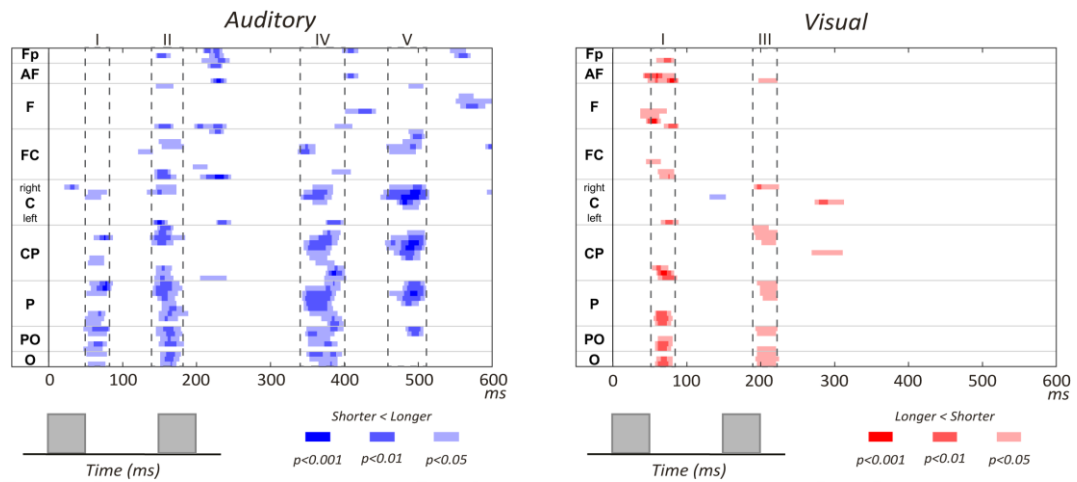 Auditory
I II IV V
Fp
AF
F
FC
right
C
left
CP
P
PO
O
0 100 200 300 400 500 600
ms
Time (ms)
Shorter < Longer
p<0.001 p<0.01 p<0.05
Visual
I III
Fp
AF
F
FC
right
C
left
CP
P
PO
O
0 100 200 300 400 500 600
ms
Time (ms)
Longer < Shorter
p<0.001 p<0.01 p<0.05